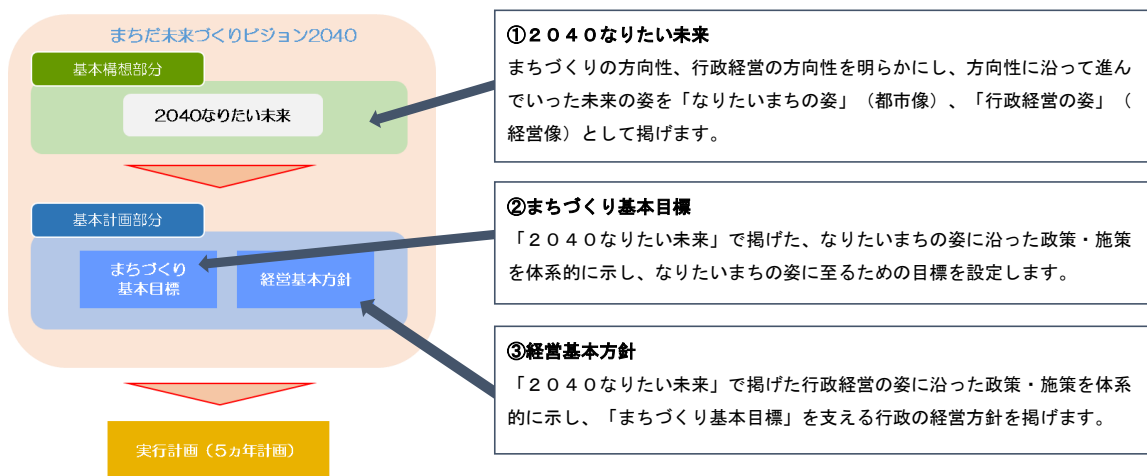 まちだ未来づくりビジョン2040
基本構想部分
2040なりたい未来
基本計画部分
まちづくり
基本目標
経営基本方針
実行計画（5ヵ年計画）
①２０４０なりたい未来
まちづくりの方向性、行政経営の方向性を明らかにし、方向性に沿って進ん
でいった未来の姿を「なりたいまちの姿」（都市像）、「行政経営の姿」（
経営像）として掲げます。
②まちづくり基本目標
「２０４０なりたい未来」で掲げた、なりたいまちの姿に沿った政策・施策
を体系的に示し、なりたいまちの姿に至るための目標を設定します。
③経営基本方針
「２０４０なりたい未来」で掲げた行政経営の姿に沿った政策・施策を体系
的に示し、「まちづくり基本目標」を支える行政の経営方針を掲げます。